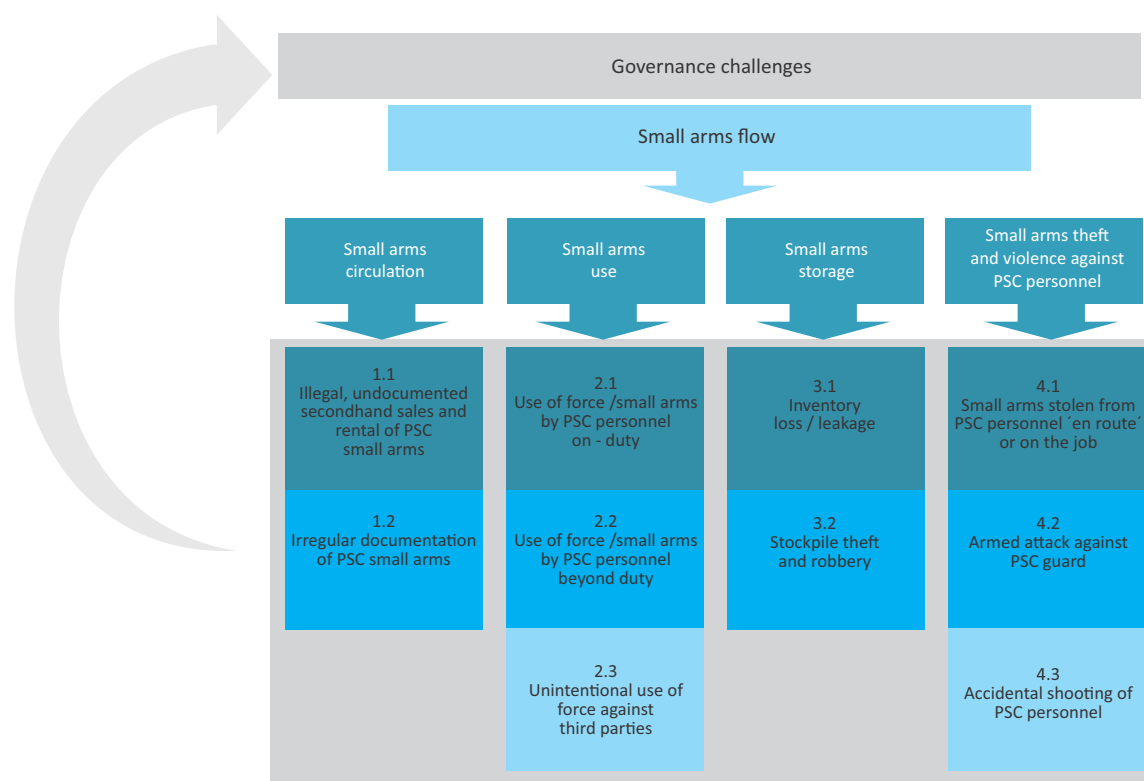 Governance challenges
Small arms flow
Small arms
circulation
Small arms
use
Small arms
storage
Small arms theft
and violence against
PSC personnel
1.1
Illegal, undocumented
secondhand sales and
rental of PSC
small arms
2.1
Use of force /small arms
by PSC personnel
on - duty
3.1
Inventory
loss / leakage
4.1
Small arms stolen from
PSC personnel ´en route´
or on the job
1.2
Irregular documentation
of PSC small arms
2.2
Use of force /small arms
by PSC personnel
beyond duty
3.2
Stockpile theft
and robbery
4.2
Armed attack against
PSC guard
2.3
Unintentional use of
force against
third parties
4.3
Accidental shooting of
PSC personnel